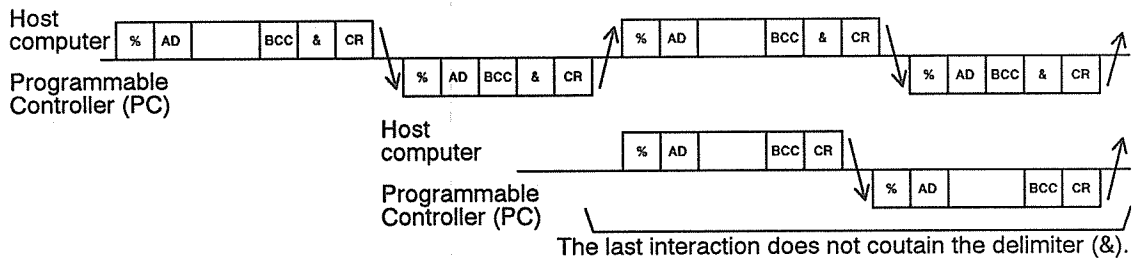 Host
computer
% AD BCC & CR
% AD BCC & CR
Programmable
Controller (PC)
% AD BCC & CR
% AD BCC & CR
Host
computer
% AD BCC CR
Programmable
Controller (PC)
% AD BCC CR
The last interaction does not coutain the delimiter (&).